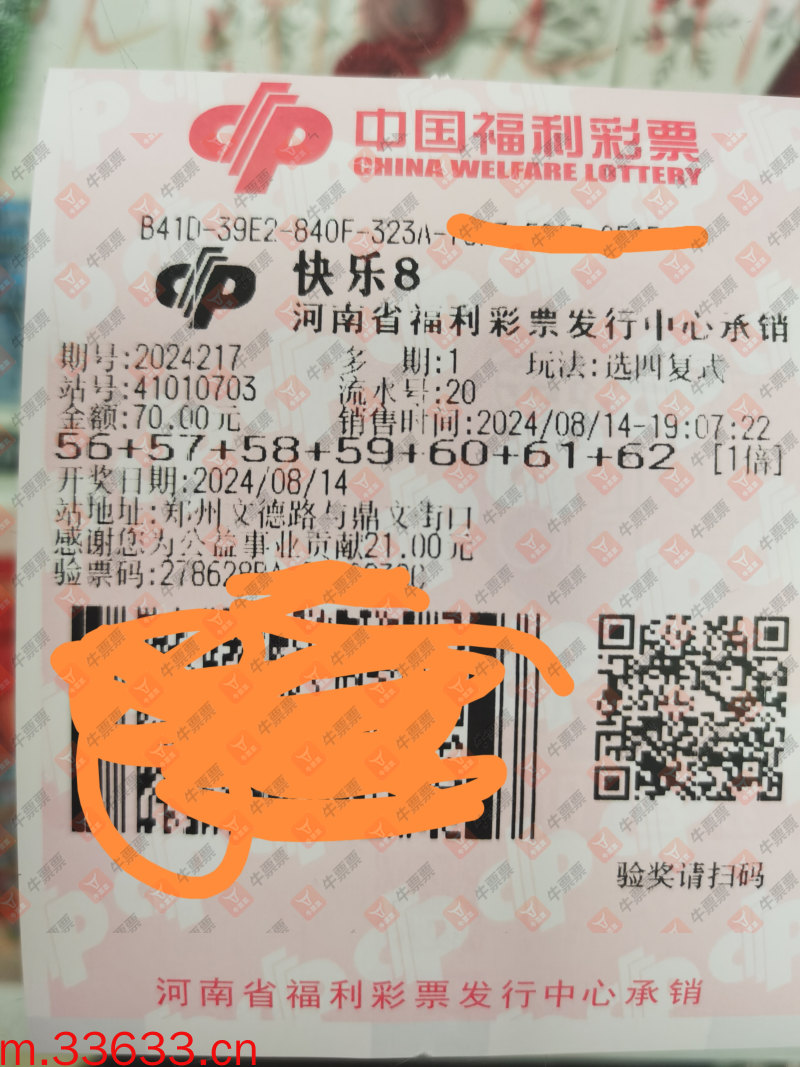 中国福利彩票
CHINA WELFARE LOTTERY
B41D-39E2-840F-323A-
快乐8
河南省福利彩票发行中心承销
期号:2024217 多 期:1 玩法:选四复式
站号:41010703 流水号:20
金额:70.00元 销售时间:2024/08/14-19:07:22
56+57+58+59+60+61+62 [1倍]
开奖日期:2024/08/14
站地址:郑州文德路与鼎文街口
感谢您为公益事业贡献21.00元
验票码:278628
验奖请扫码
河南省福利彩票发行中心承销
m.33633.cn
牛票票